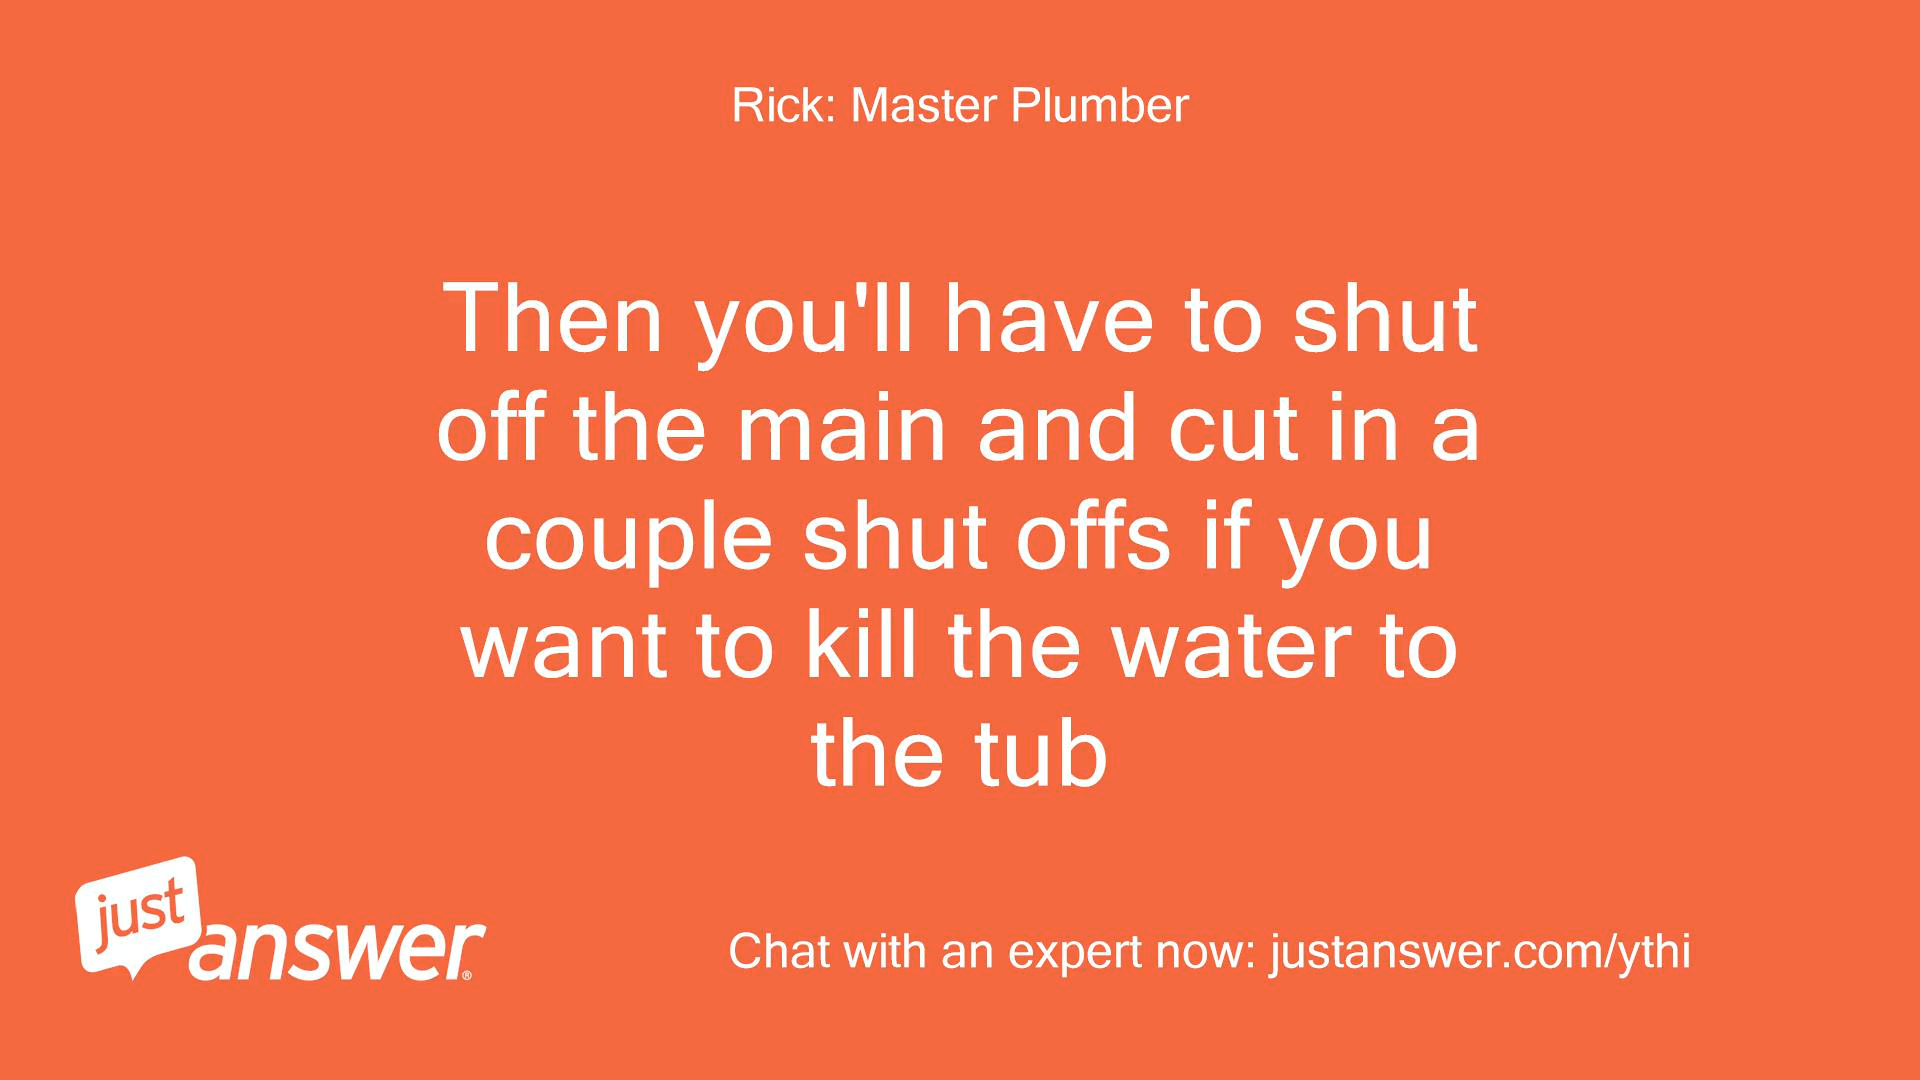 Rick: Master Plumber
Then you'll have to shut
off the main and cut in a
couple shut offs if you
want to kill the water to
the tub
just
answer®
Chat with an expert now: justanswer.com/ythi